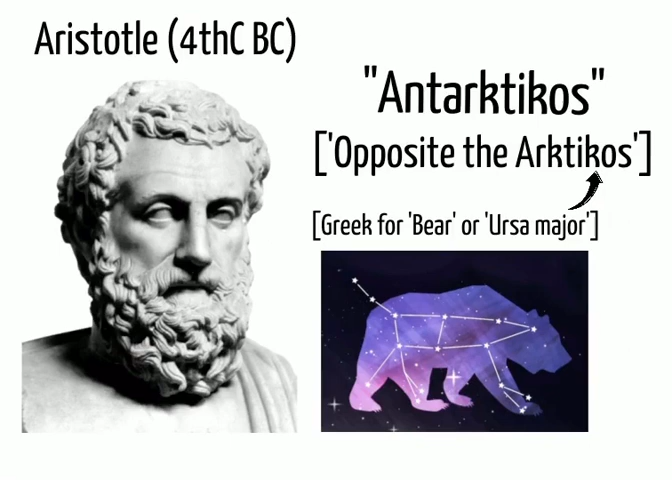 Aristotle (4thC BC)
"Antarktikos"
['Opposite the Arktikos']
[Greek for 'Bear' or 'Ursa major']